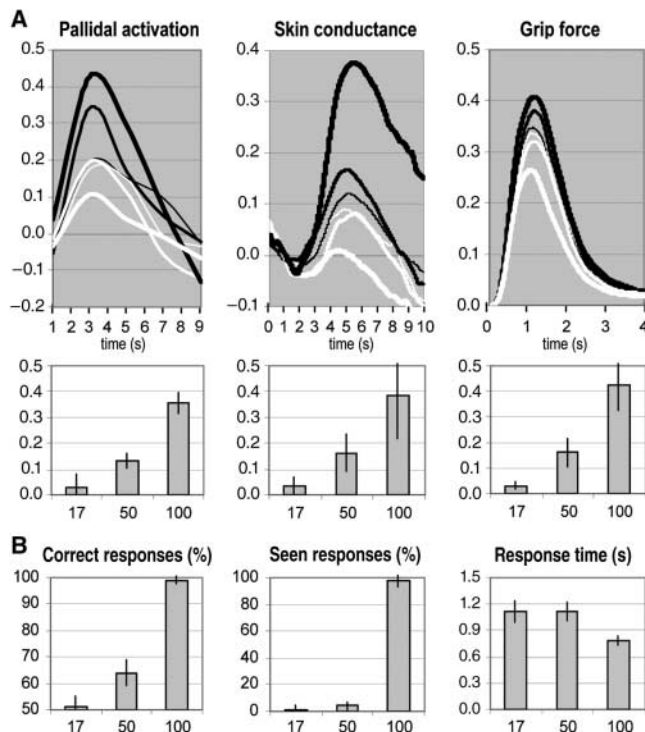 A
Pallidal activation Skin conductance Grip force
0.5 0.4 0.5
0.4 0.3 0.4
0.3 0.2 0.3
0.2 0.1 0.2
0.1 0.0 0.1
0.0 −0.1 0.0
−0.1
−0.2
1 2 3 4 5 6 7 8 9 0 1 2 3 4 5 6 7 8 9 10 0 1 2 3 4
time (s) time (s) time (s)
0.5 0.5 0.5
0.4 0.4 0.4
0.3 0.3 0.3
0.2 0.2 0.2
0.1 0.1 0.1
0.0 0.0 0.0
17 50 100 17 50 100 17 50 100
B
Correct responses (%) Seen responses (%) Response time (s)
100 100 1.5
90 80 1.2
80 60 0.9
70 40 0.6
60 20 0.3
50 0 0.0
17 50 100 17 50 100 17 50 100